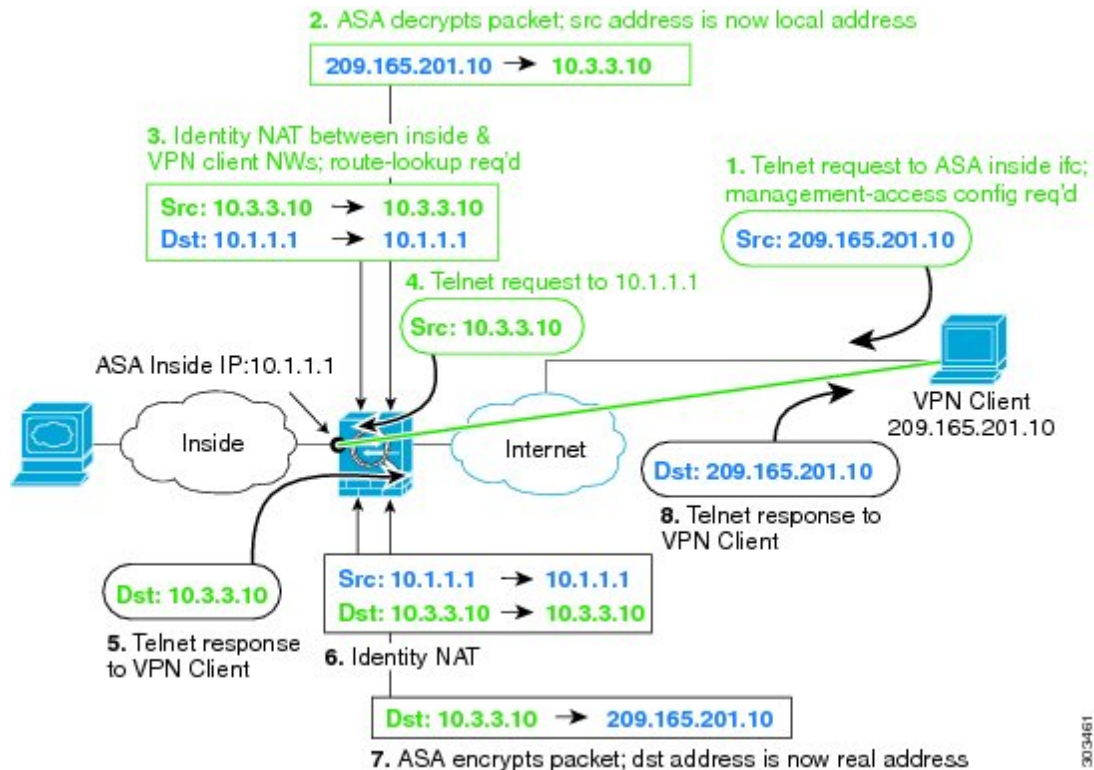 2. ASA decrypts packet; src address is now local address
209.165.201.10 → 10.3.3.10
3. Identity NAT between inside &
VPN client NWs; route-lookup req'd
Src: 10.3.3.10 → 10.3.3.10
Dst: 10.1.1.1 → 10.1.1.1
1. Telnet request to ASA inside ifc;
management-access config req'd
Src: 209.165.201.10
4. Telnet request to 10.1.1.1
Src: 10.3.3.10
ASA Inside IP:10.1.1.1
Inside
Internet
VPN Client
209.165.201.10
Dst: 209.165.201.10
8. Telnet response to
VPN Client
Dst: 10.3.3.10
5. Telnet response
to VPN Client
Src: 10.1.1.1 → 10.1.1.1
Dst: 10.3.3.10 → 10.3.3.10
6. Identity NAT
Dst: 10.3.3.10 → 209.165.201.10
7. ASA encrypts packet; dst address is now real address
303461